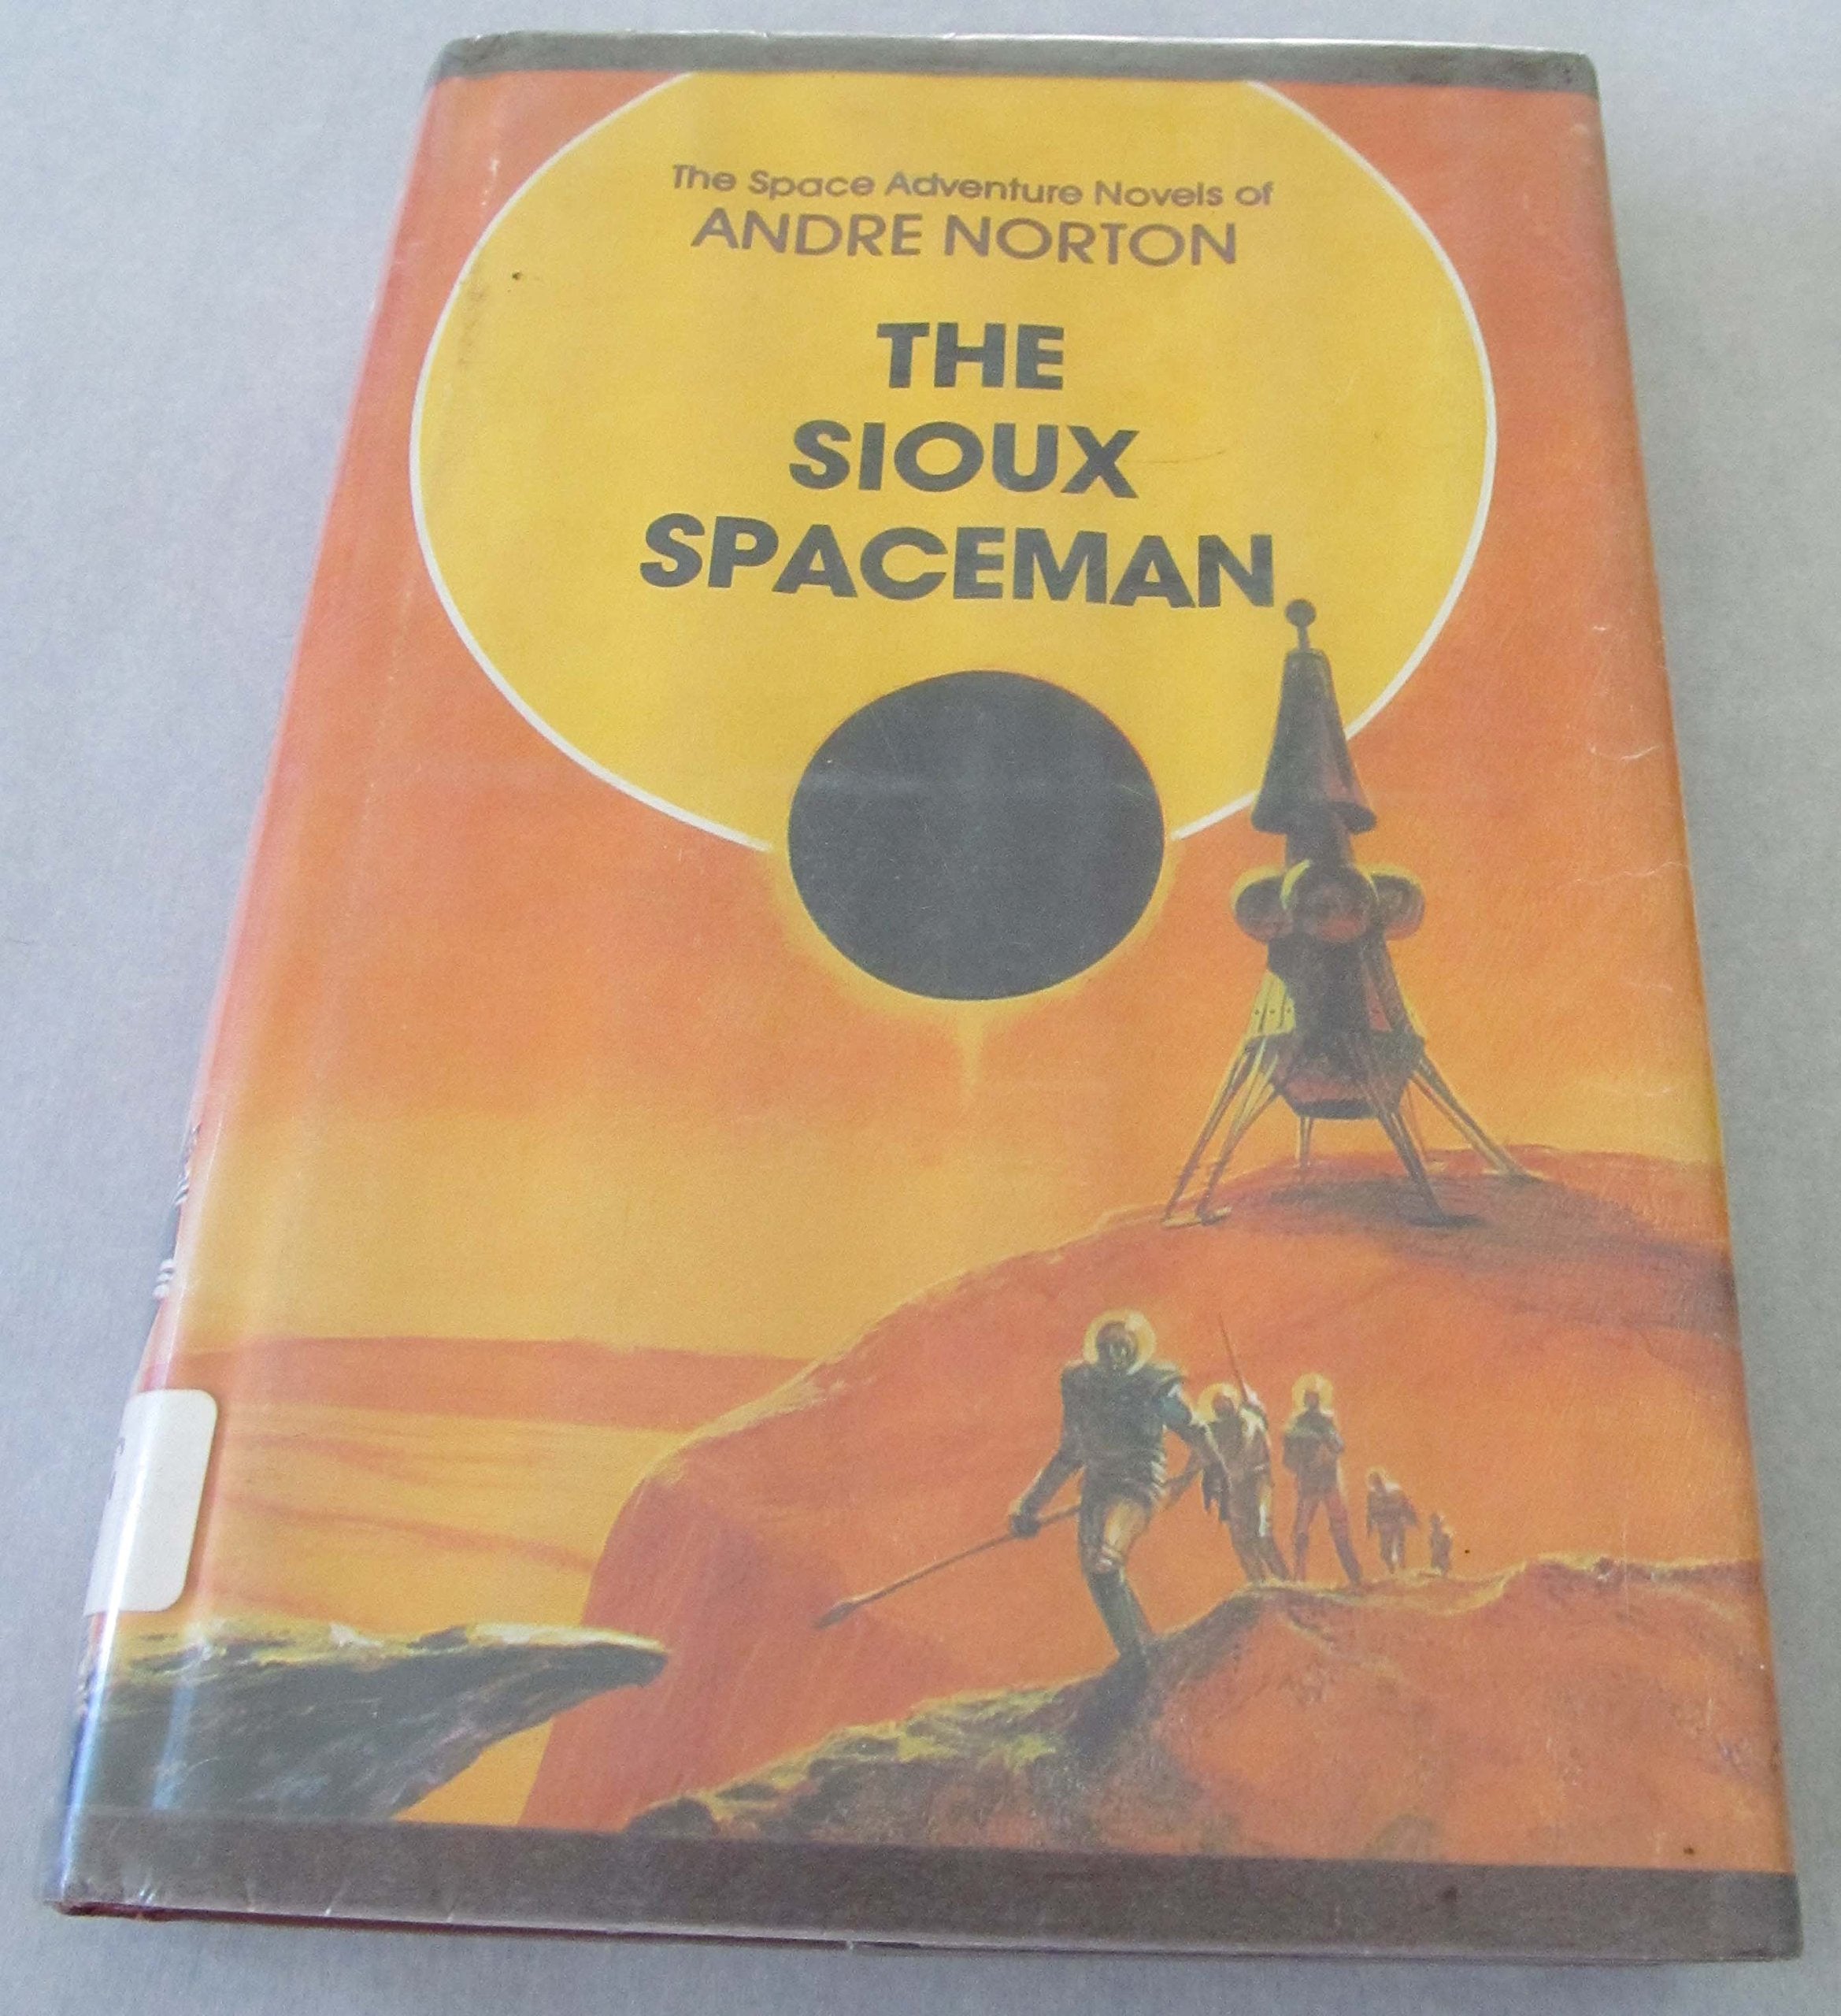 The Space Adventure Novels of
ANDRE NORTON
THE
SIOUX
SPACEMAN